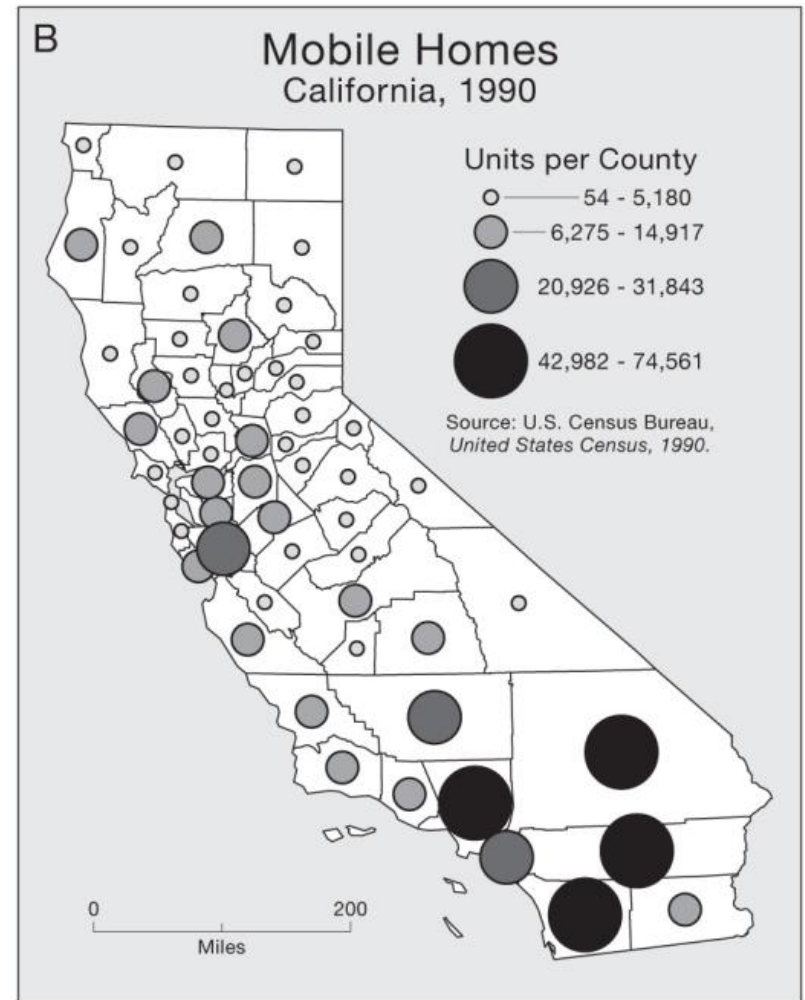 B
Mobile Homes
California, 1990
Units per County
54 - 5,180
6,275 - 14,917
20,926 - 31,843
42,982 - 74,561
Source: U.S. Census Bureau,
United States Census, 1990.
0 200
Miles